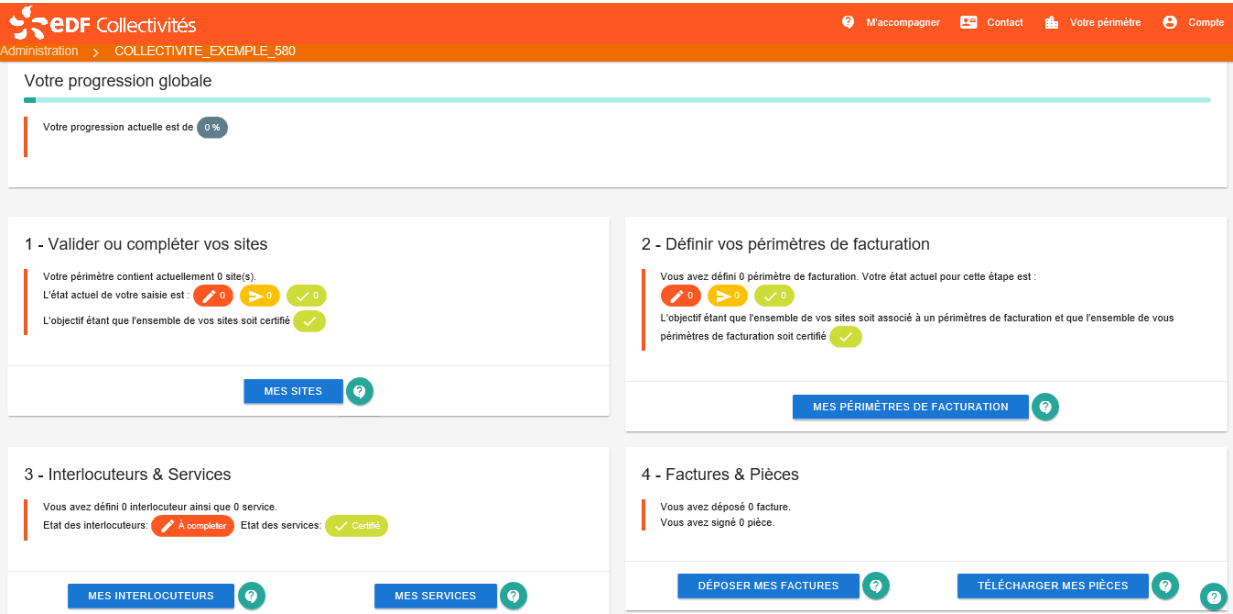 eDF Collectivités
M'accompagner
Contact
Votre périmètre
Compte
Administration > COLLECTIVITE_EXEMPLE_580
Votre progression globale
Votre progression actuelle est de 0 %
1 - Valider ou compléter vos sites
Votre périmètre contient actuellement 0 site(s).
L'état actuel de votre saisie est : 0 0 0
L'objectif étant que l'ensemble de vos sites soit certifié
MES SITES
2 - Définir vos périmètres de facturation
Vous avez défini 0 périmètre de facturation. Votre état actuel pour cette étape est :
0 0 0
L'objectif étant que l'ensemble de vos sites soit associé à un périmètres de facturation et que l'ensemble de vous
périmètres de facturation soit certifié
MES PÉRIMÈTRES DE FACTURATION
3 - Interlocuteurs & Services
Vous avez défini 0 interlocuteur ainsi que 0 service.
Etat des interlocuteurs: À completer Etat des services: Certifié
MES INTERLOCUTEURS
MES SERVICES
4 - Factures & Pièces
Vous avez déposé 0 facture.
Vous avez signé 0 pièce.
DÉPOSER MES FACTURES
TÉLÉCHARGER MES PIÈCES